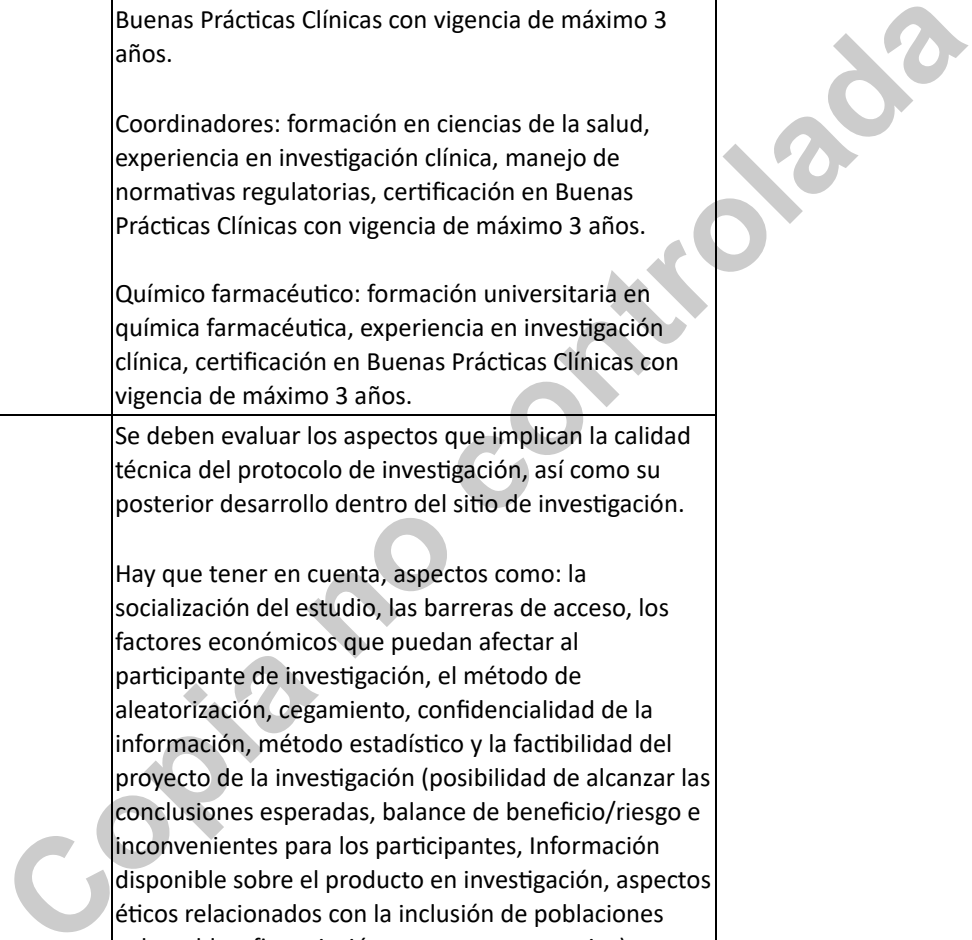 Buenas Prácticas Clínicas con vigencia de máximo 3
años.
Coordinadores: formación en ciencias de la salud,
experiencia en investigación clínica, manejo de
normativas regulatorias, certificación en Buenas
Prácticas Clínicas con vigencia de máximo 3 años.
Químico farmacéutico: formación universitaria en
química farmacéutica, experiencia en investigación
clínica, certificación en Buenas Prácticas Clínicas con
vigencia de máximo 3 años.
Se deben evaluar los aspectos que implican la calidad
técnica del protocolo de investigación, así como su
posterior desarrollo dentro del sitio de investigación.
Hay que tener en cuenta, aspectos como: la
socialización del estudio, las barreras de acceso, los
factores económicos que puedan afectar al
participante de investigación, el método de
aleatorización, cegamiento, confidencialidad de la
información, método estadístico y la factibilidad del
proyecto de la investigación (posibilidad de alcanzar las
conclusiones esperadas, balance de beneficio/riesgo e
inconvenientes para los participantes, Información
disponible sobre el producto en investigación, aspectos
éticos relacionados con la inclusión de poblaciones
Copia no controlada